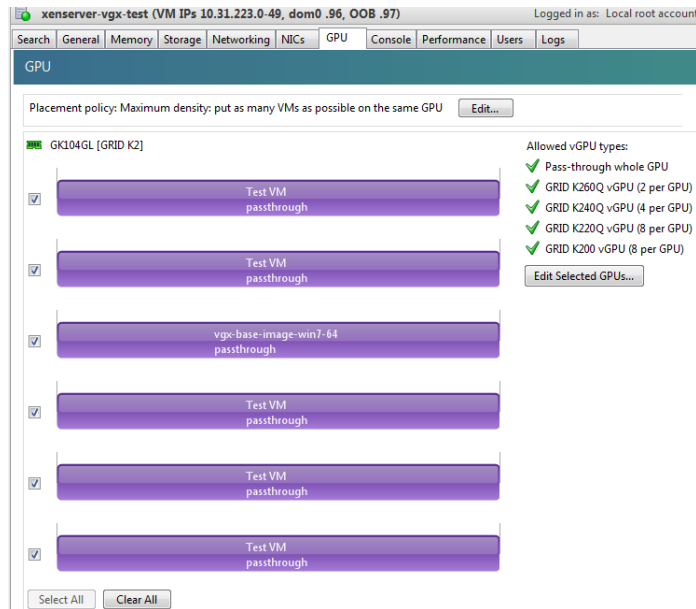 xenserver-vgx-test (VM IPs 10.31.223.0-49, dom0 .96, OOB .97)
Logged in as: Local root account
Search General Memory Storage Networking NICs GPU Console Performance Users Logs
GPU
Placement policy: Maximum density: put as many VMs as possible on the same GPU
Edit...
GK104GL [GRID K2]
Test VM
passthrough
Test VM
passthrough
vgx-base-image-win7-64
passthrough
Test VM
passthrough
Test VM
passthrough
Test VM
passthrough
Select All
Clear All
Allowed vGPU types:
Pass-through whole GPU
GRID K260Q vGPU (2 per GPU)
GRID K240Q vGPU (4 per GPU)
GRID K220Q vGPU (8 per GPU)
GRID K200 vGPU (8 per GPU)
Edit Selected GPUs...